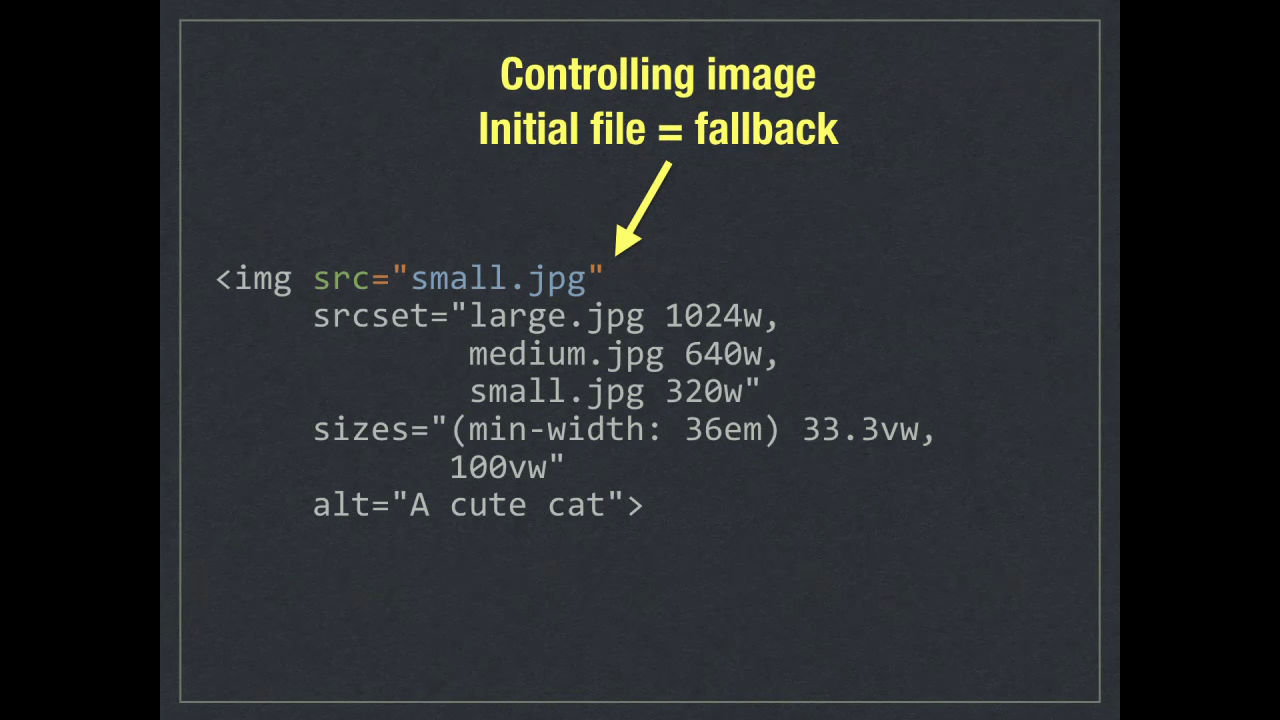 Controlling image
Initial file = fallback
<img src="small.jpg"
srcset="large.jpg 1024w,
medium.jpg 640w,
small.jpg 320w"
sizes="(min-width: 36em) 33.3vw,
100vw"
alt="A cute cat">